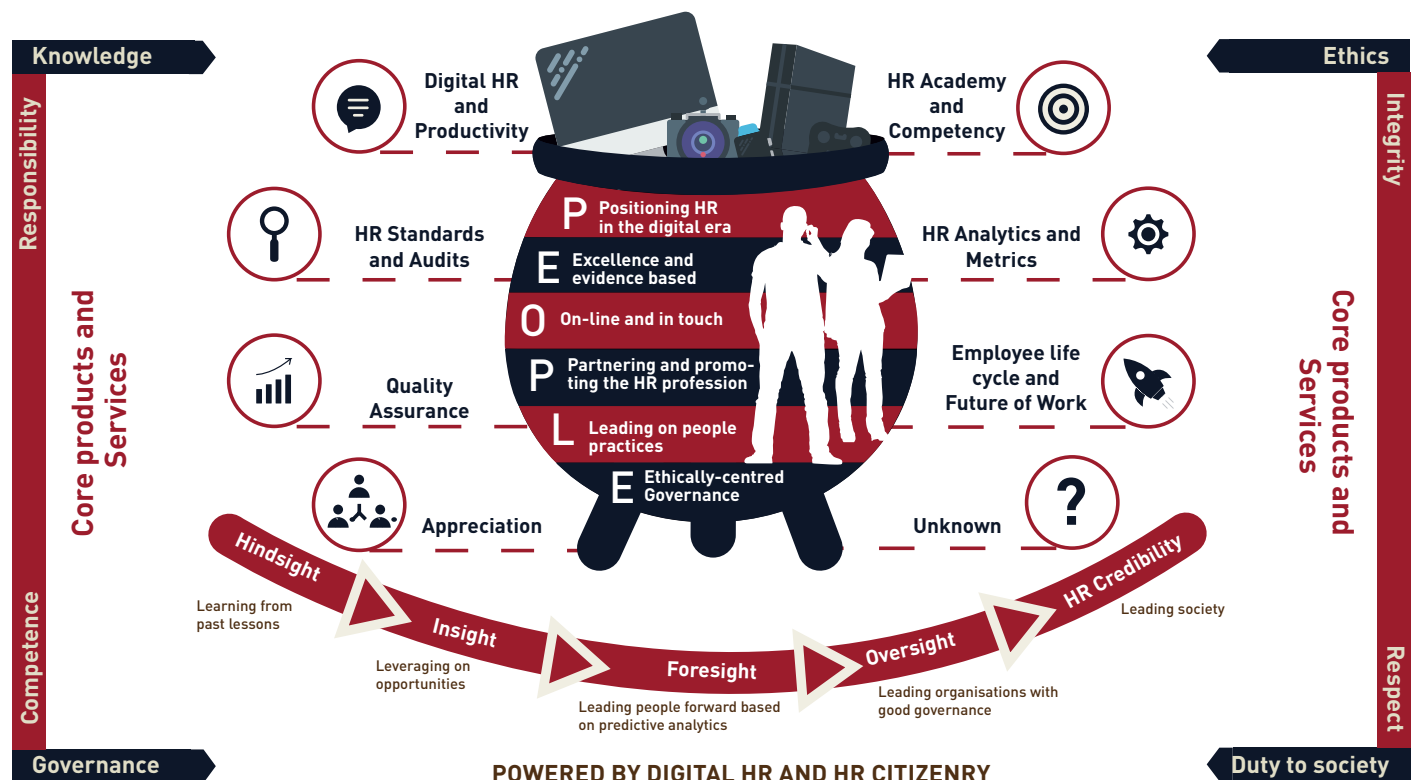 Knowledge
Ethics
Responsibility
Integrity
Core products and
Services
Core products and
Services
Competence
Respect
Governance
Duty to society
Digital HR
and
Productivity
HR Academy
and
Competency
HR Standards
and Audits
HR Analytics and
Metrics
Quality
Assurance
Employee life
cycle and
Future of Work
Appreciation
Unknown
?
P Positioning HR
in the digital era
E Excellence and
evidence based
O On-line and in touch
P Partnering and promo-
ting the HR profession
L Leading on people
practices
E Ethically-centred
Governance
Hindsight
Learning from
past lessons
Insight
Leveraging on
opportunities
Foresight
Leading people forward based
on predictive analytics
Oversight
Leading organisations with
good governance
HR Credibility
Leading society
POWERED BY DIGITAL HR AND HR CITIZENRY